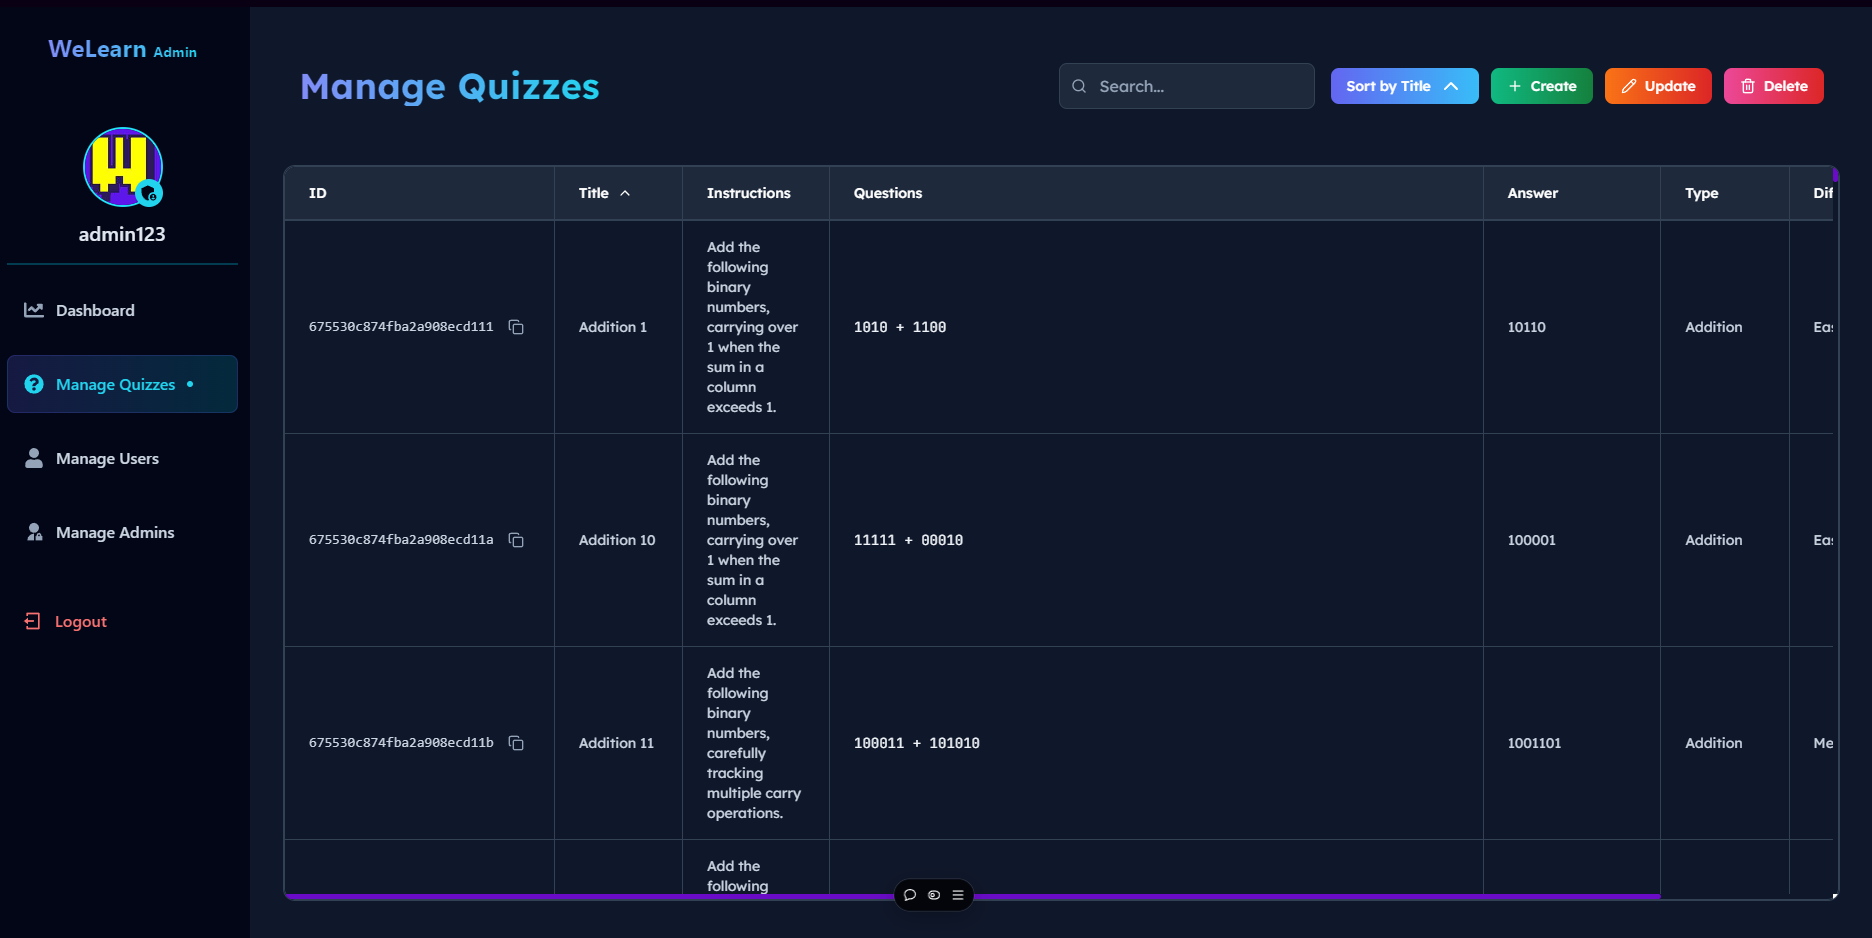 WeLearn Admin
admin123
Dashboard
Manage Quizzes
Manage Users
Manage Admins
Logout
Manage Quizzes
Search...
Sort by Title
Create
Update
Delete
ID Title Instructions Questions Answer Type Dif
675530c874fba2a908ecd111
Addition 1
Add the
following
binary
numbers,
carrying over
1 when the
sum in a
column
exceeds 1.
1010 + 1100
10110
Addition
Eas
675530c874fba2a908ecd11a
Addition 10
Add the
following
binary
numbers,
carrying over
1 when the
sum in a
column
exceeds 1.
11111 + 00010
100001
Addition
Eas
675530c874fba2a908ecd11b
Addition 11
Add the
following
binary
numbers,
carefully
tracking
multiple carry
operations.
100011 + 101010
1001101
Addition
Me
Add the
following